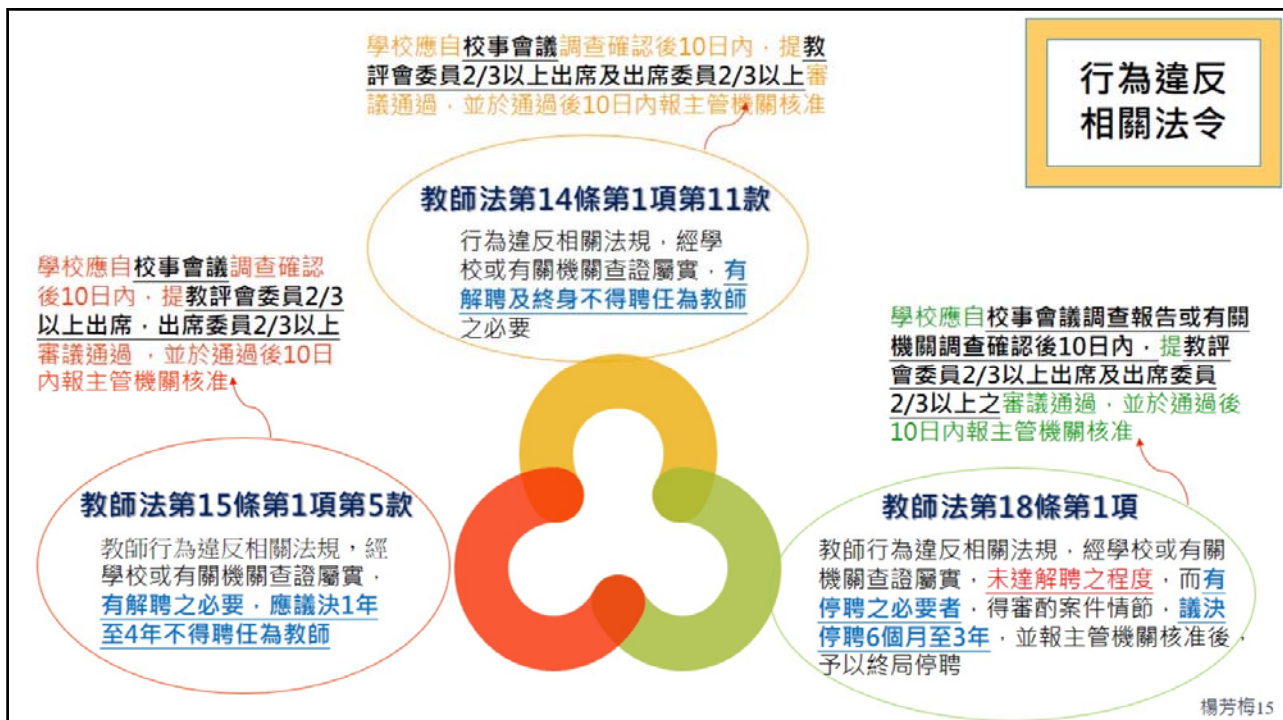 行為違反
相關法令
學校應自校事會議調查確認後10日內，提教
評會委員2/3以上出席及出席委員2/3以上審
議通過，並於通過後10日內報主管機關核准
教師法第14條第1項第11款
行為違反相關法規，經學
校或有關機關查證屬實，有
解聘及終身不得聘任為教師
之必要
學校應自校事會議調查確認
後10日內，提教評會委員2/3
以上出席，出席委員2/3以上
審議通過，並於通過後10日
內報主管機關核准
教師法第15條第1項第5款
教師行為違反相關法規，經
學校或有關機關查證屬實，
有解聘之必要，應議決1年
至4年不得聘任為教師
學校應自校事會議調查報告或有關
機關調查確認後10日內，提教評
會委員2/3以上出席及出席委員
2/3以上之審議通過，並於通過後
10日內報主管機關核准
教師法第18條第1項
教師行為違反相關法規，經學校或有關
機關查證屬實，未達解聘之程度，而有
停聘之必要者，得審酌案件情節，議決
停聘6個月至3年，並報主管機關核准後，
予以終局停聘
楊芳梅15